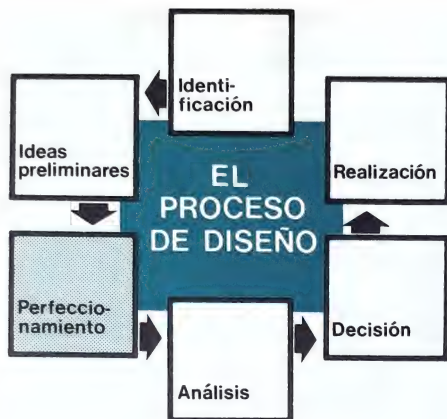 Identi-
ficación
Ideas
preliminares
EL
PROCESO
DE DISEÑO
Realización
Perfeccio-
namiento
Análisis
Decisión